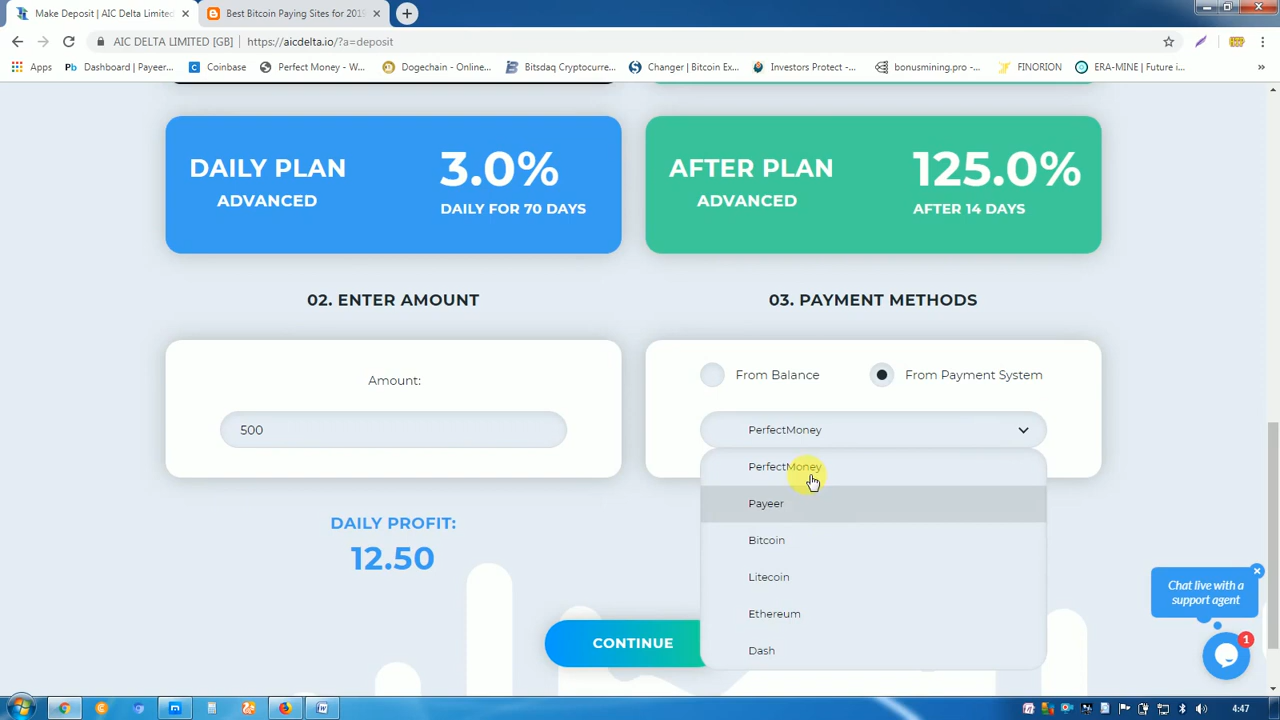 Make Deposit | AIC Delta Limited
Best Bitcoin Paying Sites for 2019
AIC DELTA LIMITED [GB]
https://aicdelta.io/?a=deposit
Apps
Dashboard | Payeer...
Coinbase
Perfect Money - W...
Dogechain - Online...
Bitsdaq Cryptocurre...
Changer | Bitcoin Ex...
Investors Protect -...
bonusmining.pro -...
FINORION
ERA-MINE | Future i...
DAILY PLAN
ADVANCED
3.0%
DAILY FOR 70 DAYS
AFTER PLAN
ADVANCED
125.0%
AFTER 14 DAYS
02. ENTER AMOUNT
03. PAYMENT METHODS
Amount:
500
From Balance
From Payment System
PerfectMoney
PerfectMoney
Payeer
Bitcoin
Litecoin
Ethereum
Dash
DAILY PROFIT:
12.50
CONTINUE
Chat live with a
support agent
1
4:47